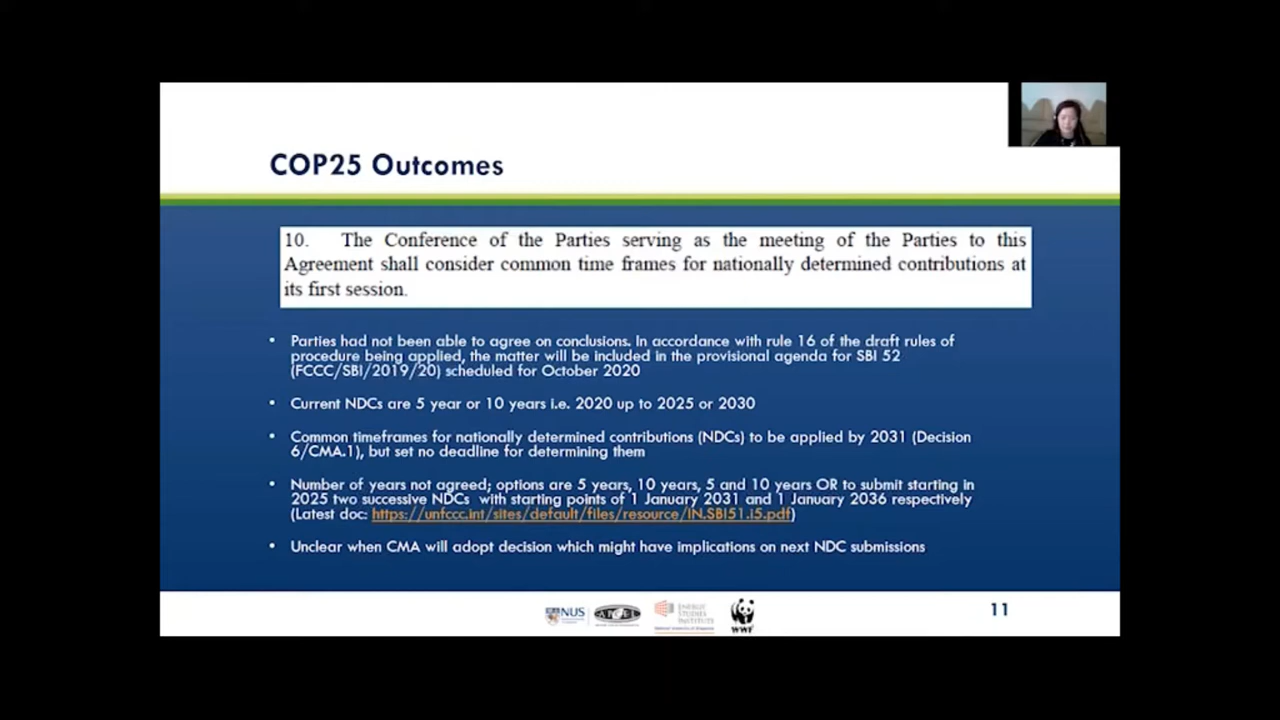 COP25 Outcomes
10. The Conference of the Parties serving as the meeting of the Parties to this
Agreement shall consider common time frames for nationally determined contributions at
its first session.
• Parties had not been able to agree on conclusions. In accordance with rule 16 of the draft rules of
procedure being applied, the matter will be included in the provisional agenda for SBI 52
(FCCC/SBI/2019/20) scheduled for October 2020
• Current NDCs are 5 year or 10 years i.e. 2020 up to 2025 or 2030
• Common timeframes for nationally determined contributions (NDCs) to be applied by 2031 (Decision
6/CMA.1), but set no deadline for determining them
• Number of years not agreed; options are 5 years, 10 years, 5 and 10 years OR to submit starting in
2025 two successive NDCs with starting points of 1 January 2031 and 1 January 2036 respectively
(Latest doc: https://unfccc.int/sites/default/files/resource/IN.SBI51.i5.pdf)
• Unclear when CMA will adopt decision which might have implications on next NDC submissions
NUS
ENERGY
STUDIES
INSTITUTE
WWF
11